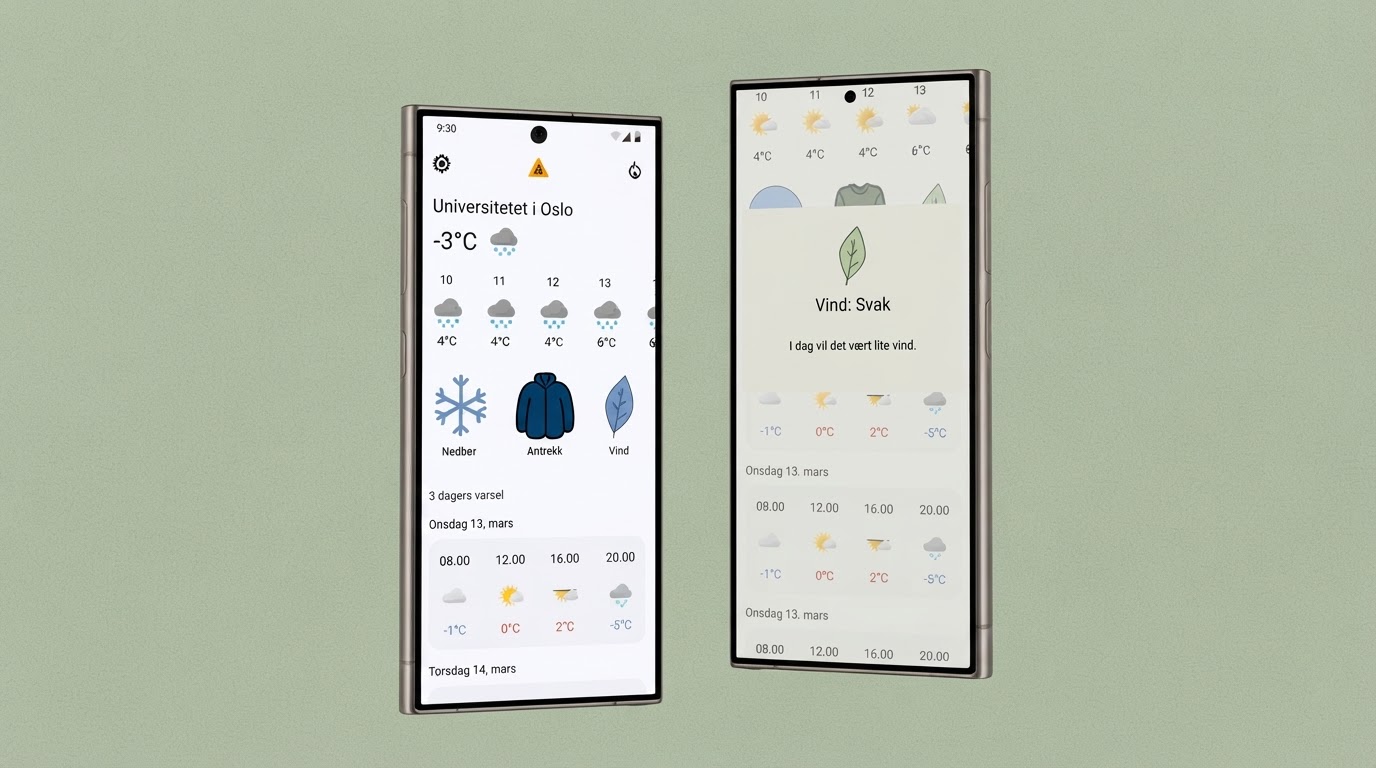 9:30
Universitetet i Oslo
-3°C
10 11 12 13
4°C 4°C 4°C 6°C
Nedbør Antrekk Vind
3 dagers varsel
Onsdag 13, mars
08.00 12.00 16.00 20.00
-1°C 0°C 2°C -5°C
Torsdag 14, mars
10 11 12 13
4°C 4°C 4°C 6°C
Vind: Svak
I dag vil det vært lite vind.
-1°C 0°C 2°C -5°C
Onsdag 13. mars
08.00 12.00 16.00 20.00
-1°C 0°C 2°C -5°C
Onsdag 13. mars
08.00 12.00 16.00 20.00